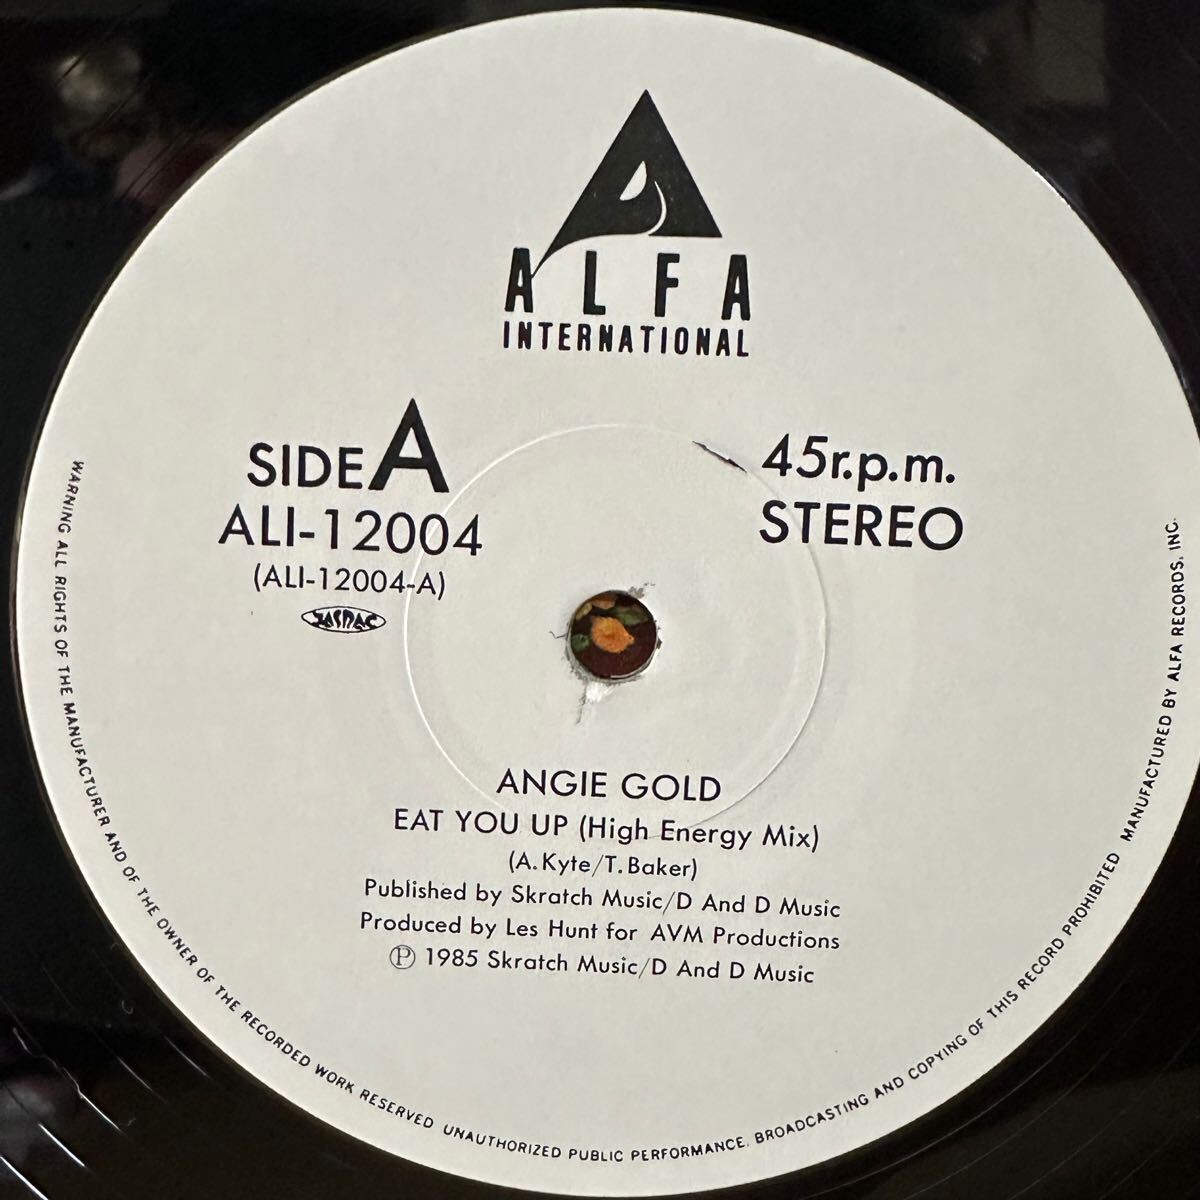 ALFA
INTERNATIONAL
SIDE A
ALI-12004
(ALI-12004-A)
JASRAC
45r.p.m.
STEREO
ANGIE GOLD
EAT YOU UP (High Energy Mix)
(A.Kyte/T.Baker)
Published by Skratch Music/D And D Music
Produced by Les Hunt for AVM Productions
Ⓟ 1985 Skratch Music/D And D Music
WARNING ALL RIGHTS OF THE MANUFACTURER AND OF THE OWNER OF THE RECORDED WORK RESERVED UNAUTHORIZED PUBLIC PERFORMANCE, BROADCASTING AND COPYING OF THIS RECORD PROHIBITED MANUFACTURED BY ALFA RECORDS, INC.